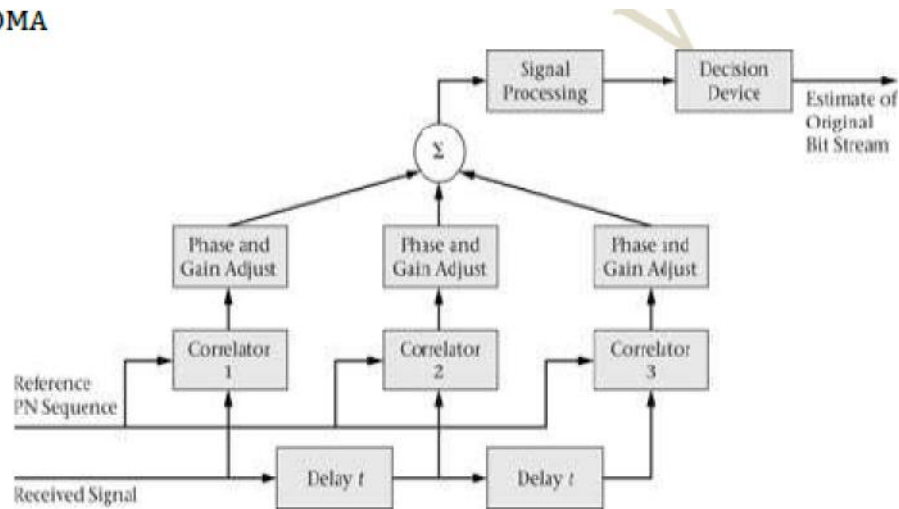 DMA
Signal
Processing
Decision
Device
Estimate of
Original
Bit Stream
Σ
Phase and
Gain Adjust
Phase and
Gain Adjust
Phase and
Gain Adjust
Correlator
1
Correlator
2
Correlator
3
Reference
PN Sequence
Delay t
Delay t
Received Signal